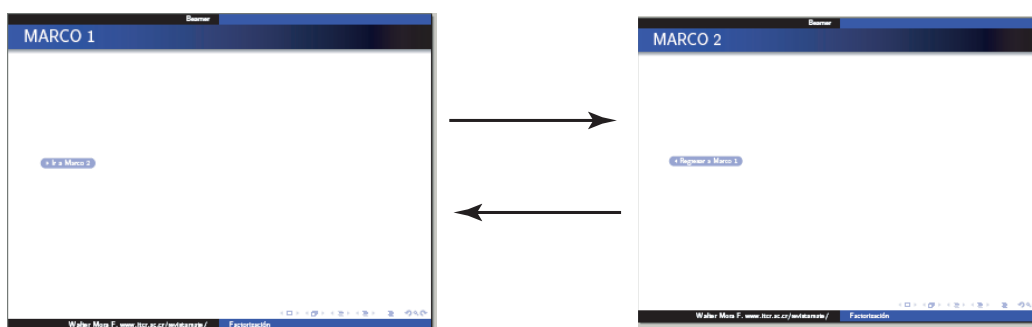 Beamer
MARCO 1
Ir a Marco 2
Walter Mora F. www.itcr.ac.cr/revistamate/ Factorización
Beamer
MARCO 2
Regresar a Marco 1
Walter Mora F. www.itcr.ac.cr/revistamate/ Factorización